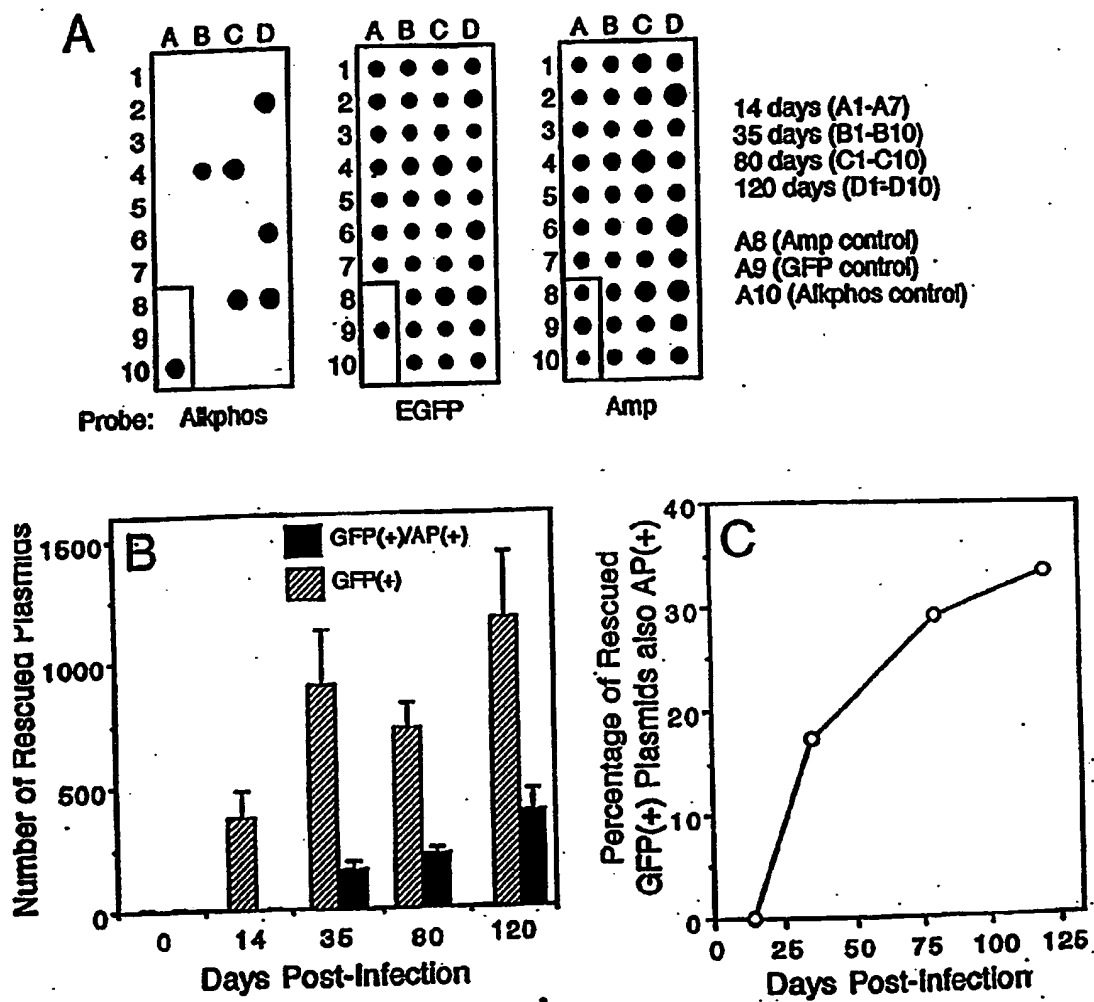 A
A B C D
1
2
3
4
5
6
7
8
9
10
Probe: Alkphos
A B C D
1
2
3
4
5
6
7
8
9
10
EGFP
A B C D
1
2
3
4
5
6
7
8
9
10
Amp
14 days (A1-A7)
35 days (B1-B10)
80 days (C1-C10)
120 days (D1-D10)
A8 (Amp control)
A9 (GFP control)
A10 (Alkphos control)
B
Number of Rescued Plasmids
1500
1000
500
0
GFP(+)/AP(+)
GFP(+)
0 14 35 80 120
Days Post-Infection
C
Percentage of Rescued
GFP(+) Plasmids also AP(+)
40
30
20
10
0
0 25 50 75 100 125
Days Post-Infection